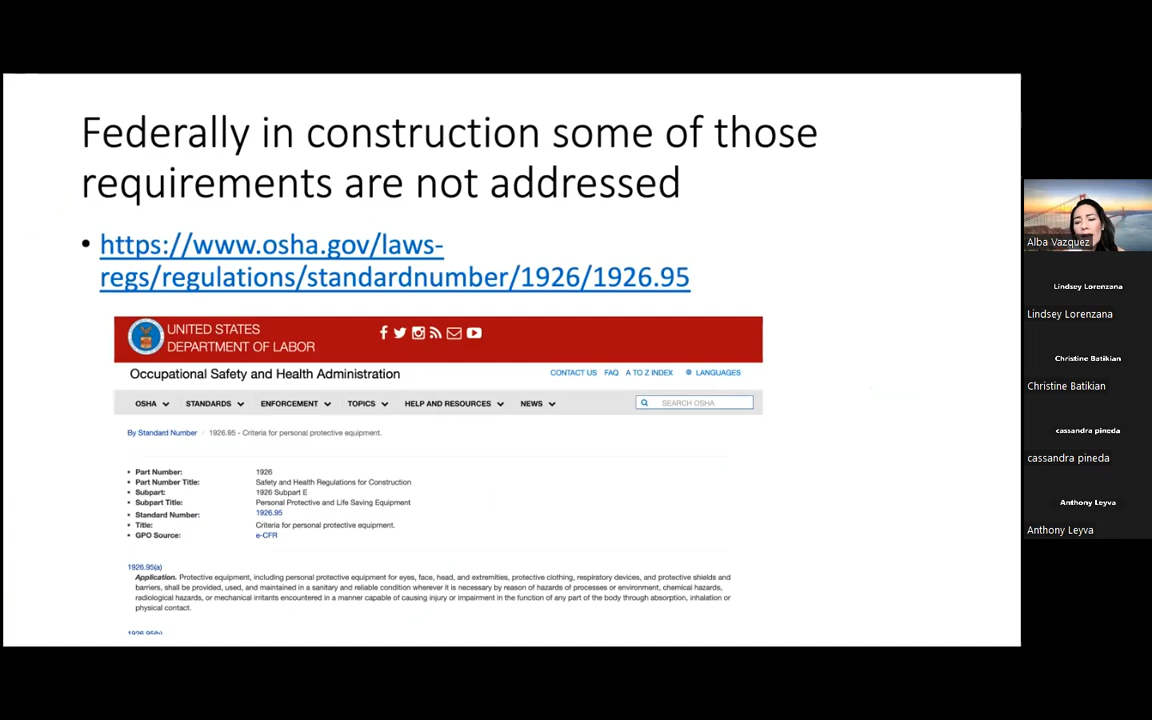 Federally in construction some of those
requirements are not addressed
• https://www.osha.gov/laws-
regs/regulations/standardnumber/1926/1926.95
UNITED STATES
DEPARTMENT OF LABOR
Occupational Safety and Health Administration
CONTACT US FAQ A TO Z INDEX LANGUAGES
OSHA STANDARDS ENFORCEMENT TOPICS HELP AND RESOURCES NEWS SEARCH OSHA
By Standard Number / 1926.95 - Criteria for personal protective equipment.
• Part Number: 1926
• Part Number Title: Safety and Health Regulations for Construction
• Subpart: 1926 Subpart E
• Subpart Title: Personal Protective and Life Saving Equipment
• Standard Number: 1926.95
• Title: Criteria for personal protective equipment.
• GPO Source: e-CFR
1926.95(a)
Application. Protective equipment, including personal protective equipment for eyes, face, head, and extremities, protective clothing, respiratory devices, and protective shields and
barriers, shall be provided, used, and maintained in a sanitary and reliable condition wherever it is necessary by reason of hazards of processes or environment, chemical hazards,
radiological hazards, or mechanical irritants encountered in a manner capable of causing injury or impairment in the function of any part of the body through absorption, inhalation or
physical contact.
1926.95(b)
Alba Vazquez
Lindsey Lorenzana
Lindsey Lorenzana
Christine Batikian
Christine Batikian
cassandra pineda
cassandra pineda
Anthony Leyva
Anthony Leyva